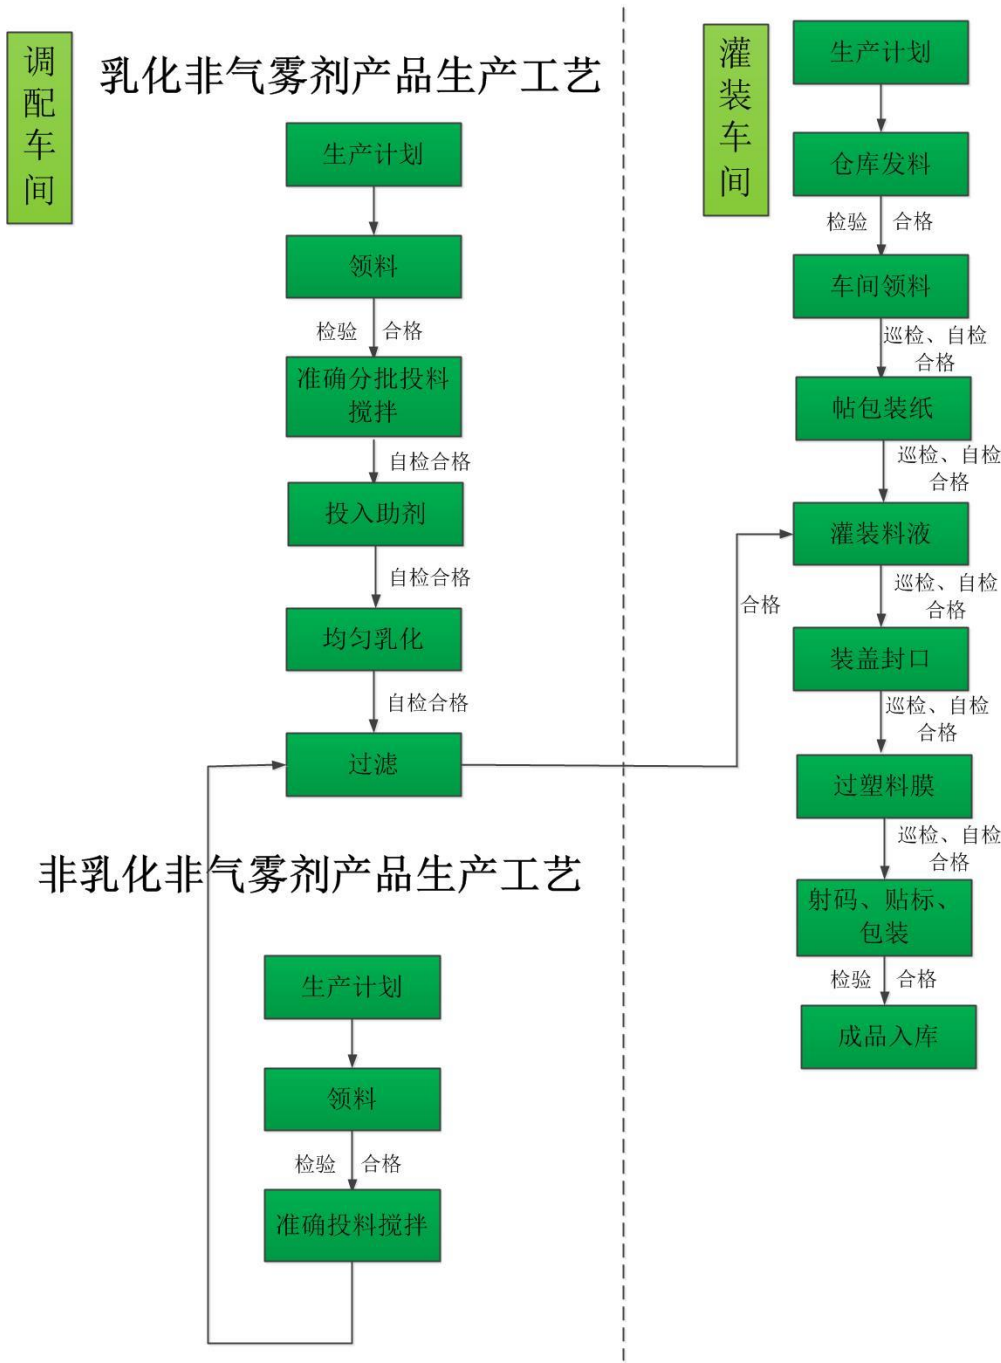 调
配
车
间
乳化非气雾剂产品生产工艺
生产计划
领料
检验 合格
准确分批投料
搅拌
自检合格
投入助剂
自检合格
均匀乳化
自检合格
过滤
非乳化非气雾剂产品生产工艺
生产计划
领料
检验 合格
准确投料搅拌
合格
灌
装
车
间
生产计划
仓库发料
检验 合格
车间领料
巡检、自检
合格
帖包装纸
巡检、自检
合格
灌装料液
巡检、自检
合格
装盖封口
巡检、自检
合格
过塑料膜
巡检、自检
合格
射码、贴标、
包装
检验 合格
成品入库